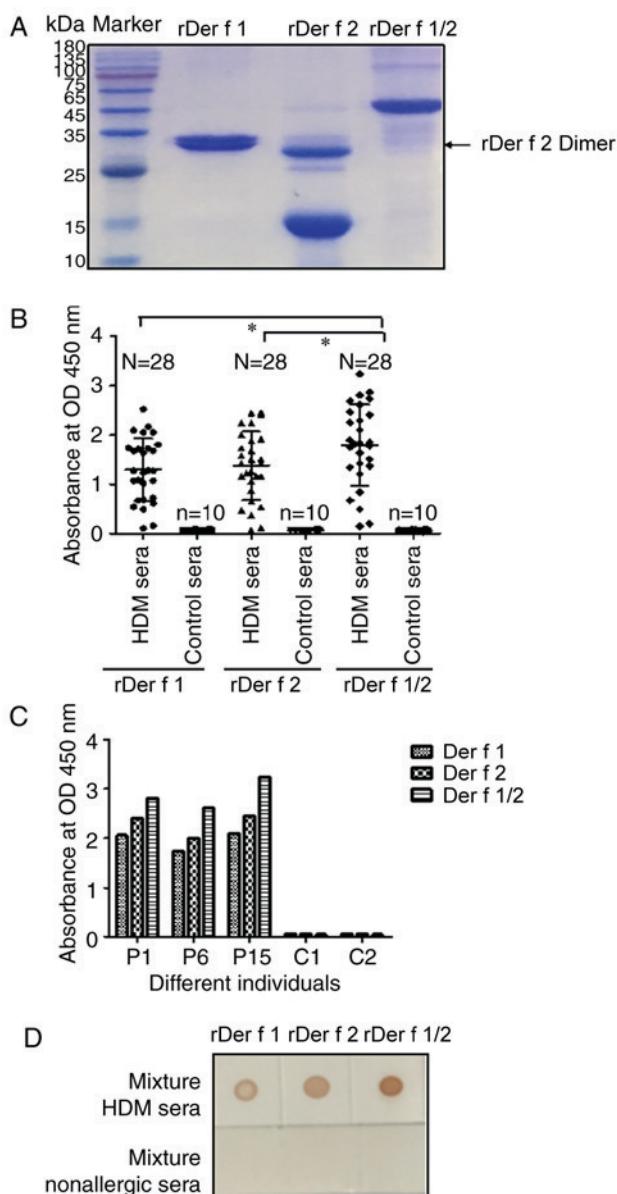 A
kDa Marker rDer f 1 rDer f 2 rDer f 1/2
180
135
100
75
65
45
35
25
15
10
rDer f 2 Dimer
B
Absorbance at OD 450 nm
4
3
2
1
0
*
*
N=28
N=28
N=28
n=10
n=10
n=10
HDM sera
Control sera
HDM sera
Control sera
HDM sera
Control sera
rDer f 1
rDer f 2
rDer f 1/2
C
Absorbance at OD 450 nm
4
3
2
1
0
P1 P6 P15 C1 C2
Different individuals
Der f 1
Der f 2
Der f 1/2
D
rDer f 1 rDer f 2 rDer f 1/2
Mixture
HDM sera
Mixture
nonallergic sera